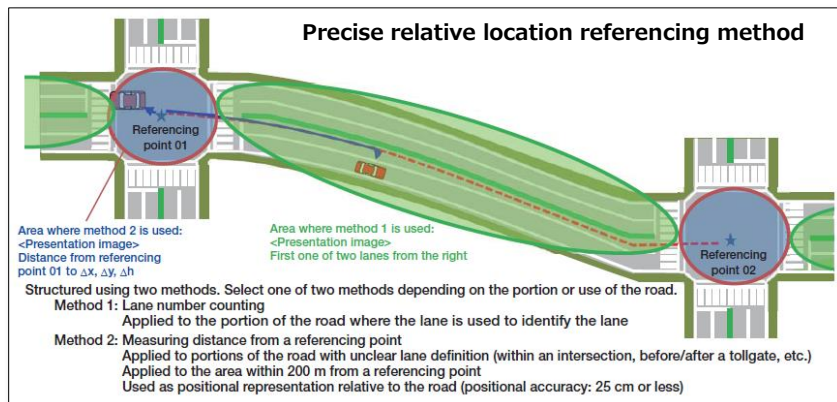 Precise relative location referencing method
Referencing
point 01
Referencing
point 02
Area where method 2 is used:
<Presentation image>
Distance from referencing
point 01 to Δx, Δy, Δh
Area where method 1 is used:
<Presentation image>
First one of two lanes from the right
Structured using two methods. Select one of two methods depending on the portion or use of the road.
Method 1: Lane number counting
Applied to the portion of the road where the lane is used to identify the lane
Method 2: Measuring distance from a referencing point
Applied to portions of the road with unclear lane definition (within an intersection, before/after a tollgate, etc.)
Applied to the area within 200 m from a referencing point
Used as positional representation relative to the road (positional accuracy: 25 cm or less)